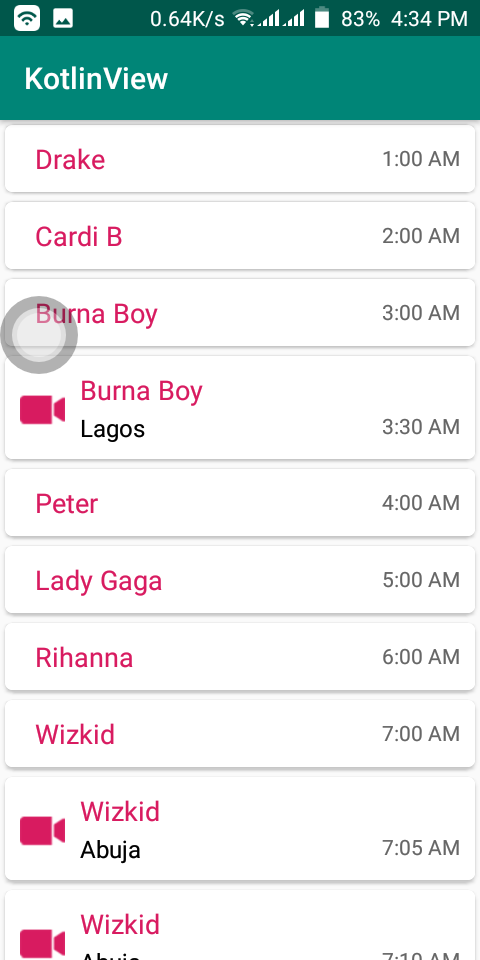 0.64K/s 83% 4:34 PM
KotlinView
Drake 1:00 AM
Cardi B 2:00 AM
Burna Boy 3:00 AM
Burna Boy
Lagos 3:30 AM
Peter 4:00 AM
Lady Gaga 5:00 AM
Rihanna 6:00 AM
Wizkid 7:00 AM
Wizkid
Abuja 7:05 AM
Wizkid